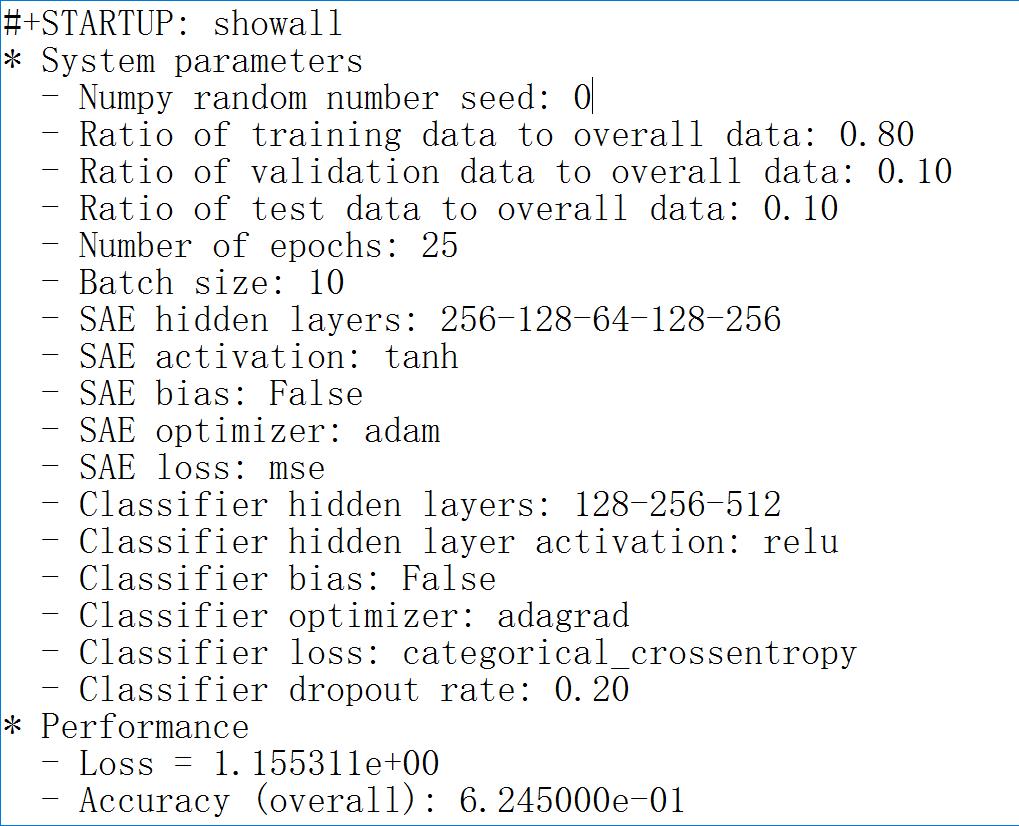 #+STARTUP: showall
* System parameters
  - Numpy random number seed: 0
  - Ratio of training data to overall data: 0.80
  - Ratio of validation data to overall data: 0.10
  - Ratio of test data to overall data: 0.10
  - Number of epochs: 25
  - Batch size: 10
  - SAE hidden layers: 256-128-64-128-256
  - SAE activation: tanh
  - SAE bias: False
  - SAE optimizer: adam
  - SAE loss: mse
  - Classifier hidden layers: 128-256-512
  - Classifier hidden layer activation: relu
  - Classifier bias: False
  - Classifier optimizer: adagrad
  - Classifier loss: categorical_crossentropy
  - Classifier dropout rate: 0.20
* Performance
  - Loss = 1.155311e+00
  - Accuracy (overall): 6.245000e-01